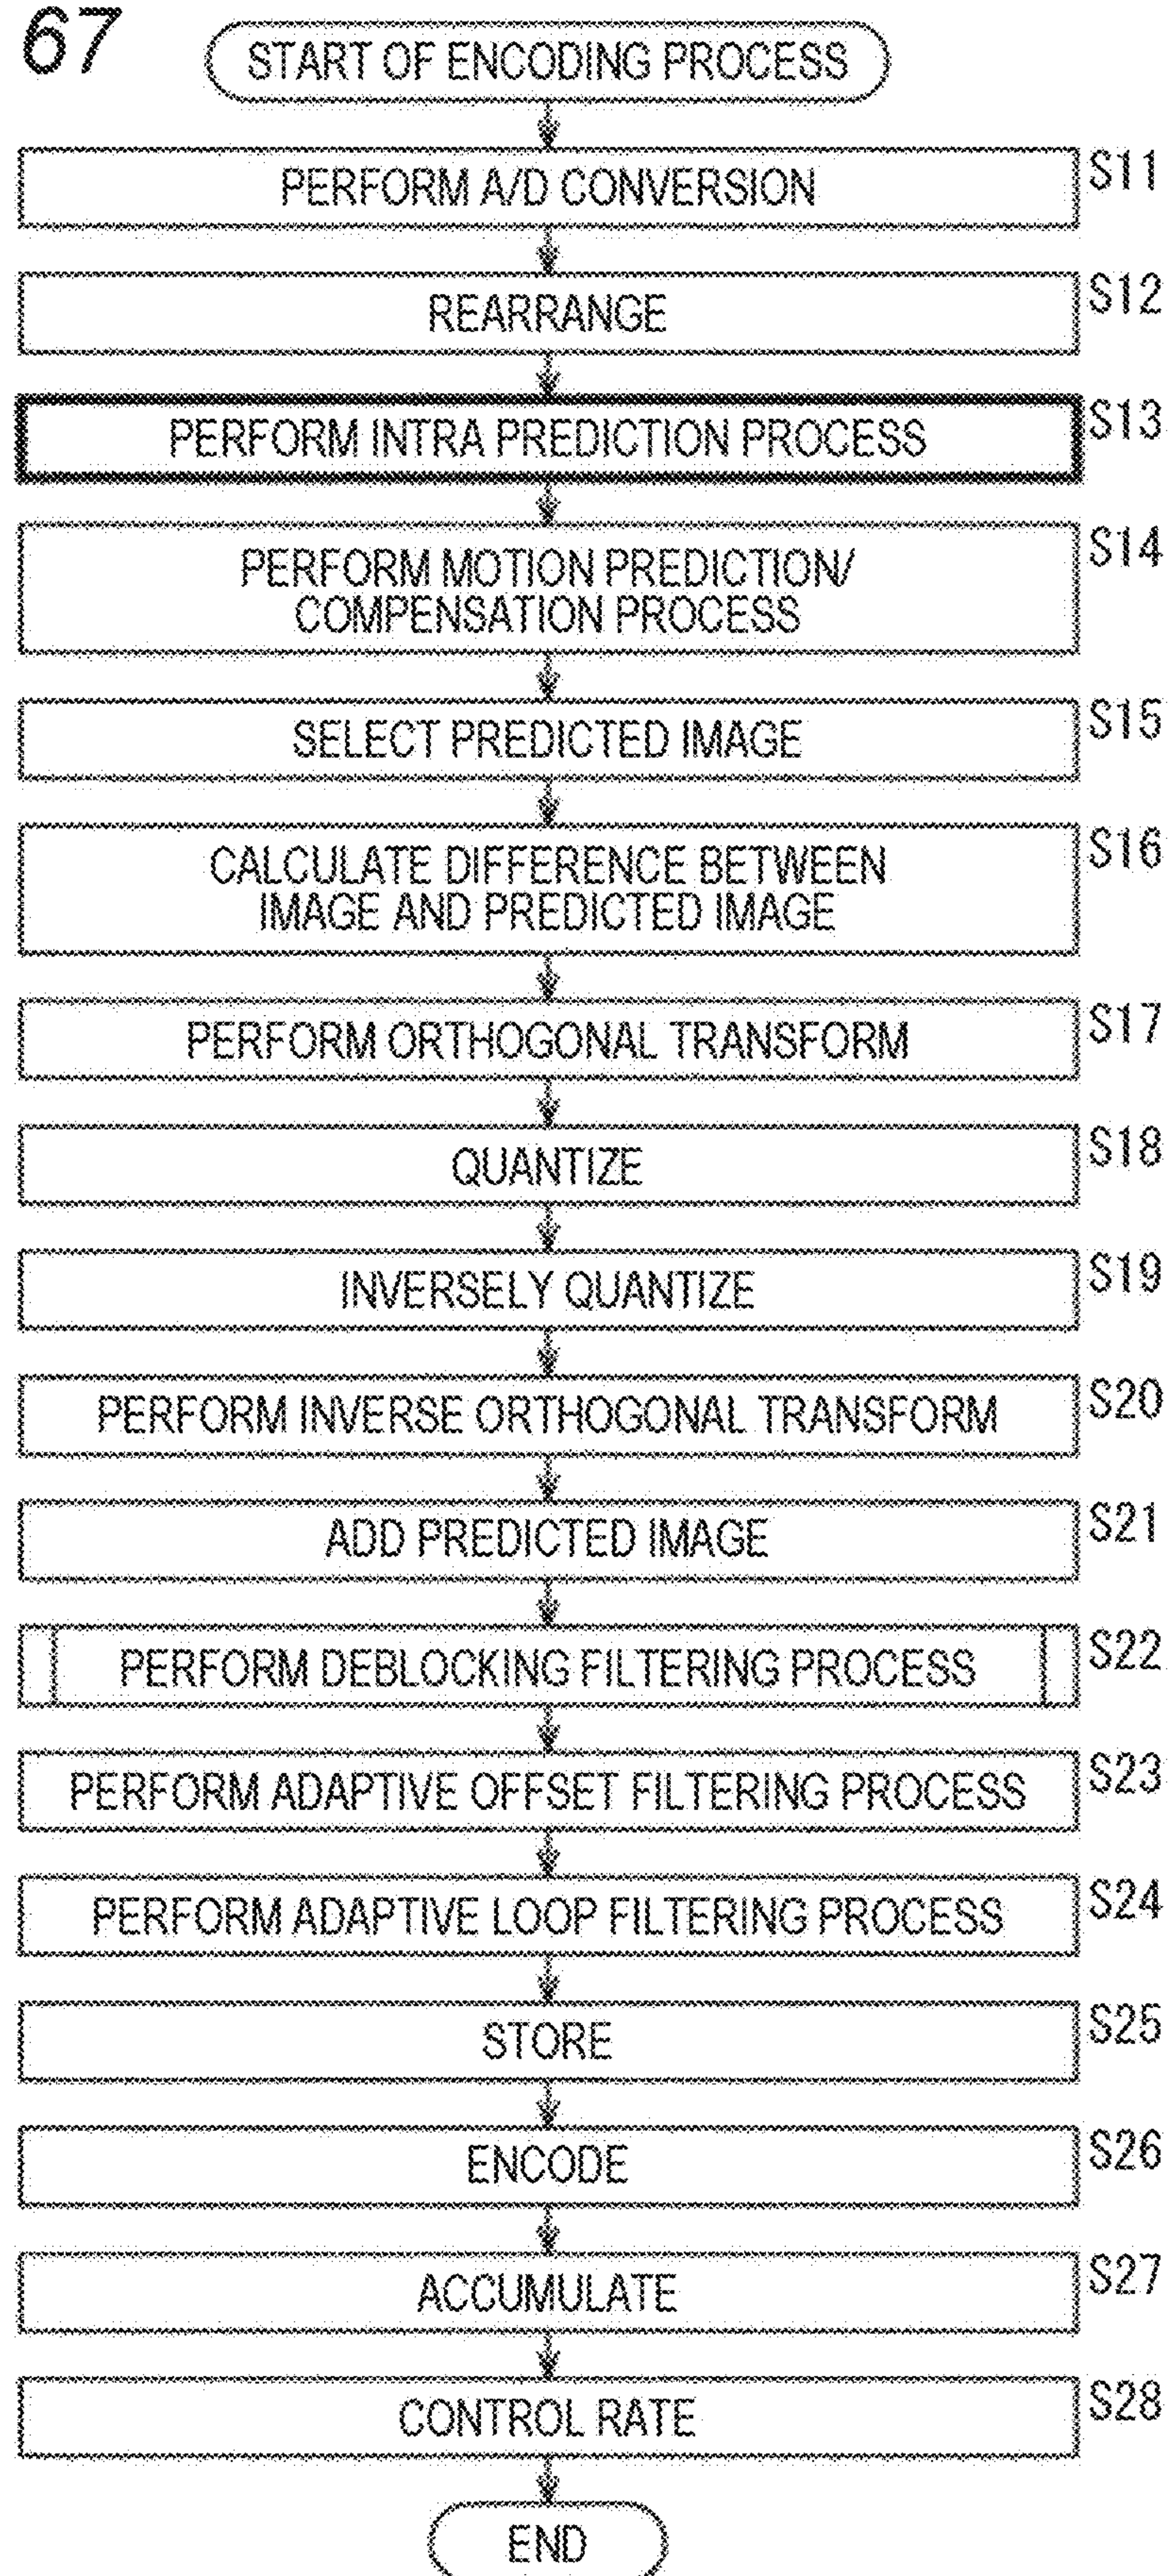 67
START OF ENCODING PROCESS
PERFORM A/D CONVERSION
S11
REARRANGE
S12
PERFORM INTRA PREDICTION PROCESS
S13
PERFORM MOTION PREDICTION/
COMPENSATION PROCESS
S14
SELECT PREDICTED IMAGE
S15
CALCULATE DIFFERENCE BETWEEN
IMAGE AND PREDICTED IMAGE
S16
PERFORM ORTHOGONAL TRANSFORM
S17
QUANTIZE
S18
INVERSELY QUANTIZE
S19
PERFORM INVERSE ORTHOGONAL TRANSFORM
S20
ADD PREDICTED IMAGE
S21
PERFORM DEBLOCKING FILTERING PROCESS
S22
PERFORM ADAPTIVE OFFSET FILTERING PROCESS
S23
PERFORM ADAPTIVE LOOP FILTERING PROCESS
S24
STORE
S25
ENCODE
S26
ACCUMULATE
S27
CONTROL RATE
S28
END